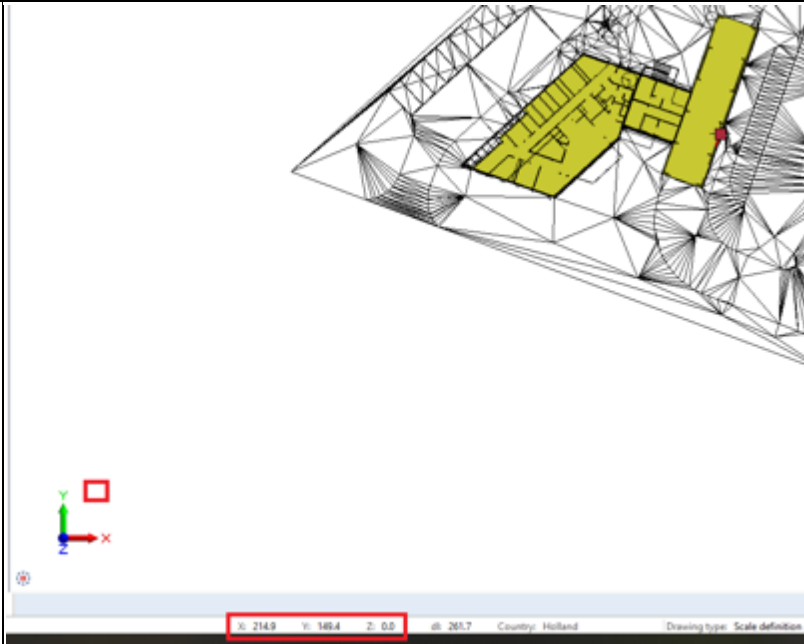 Y
X
Z
X: 214.9 Y: 149.4 Z: 0.0 dl: 261.7 Country: Holland Drawing type: Scale definition